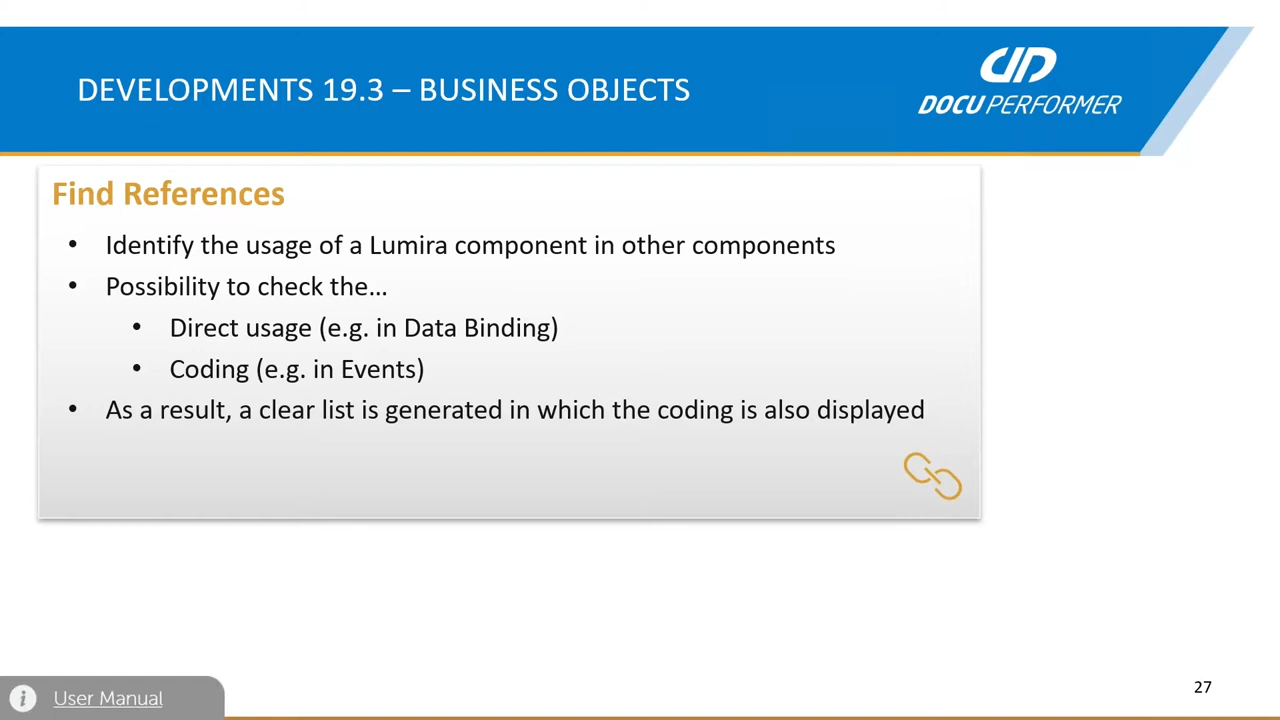 DEVELOPMENTS 19.3 – BUSINESS OBJECTS
DOCU PERFORMER
Find References
• Identify the usage of a Lumira component in other components
• Possibility to check the…
• Direct usage (e.g. in Data Binding)
• Coding (e.g. in Events)
• As a result, a clear list is generated in which the coding is also displayed
i User Manual
27